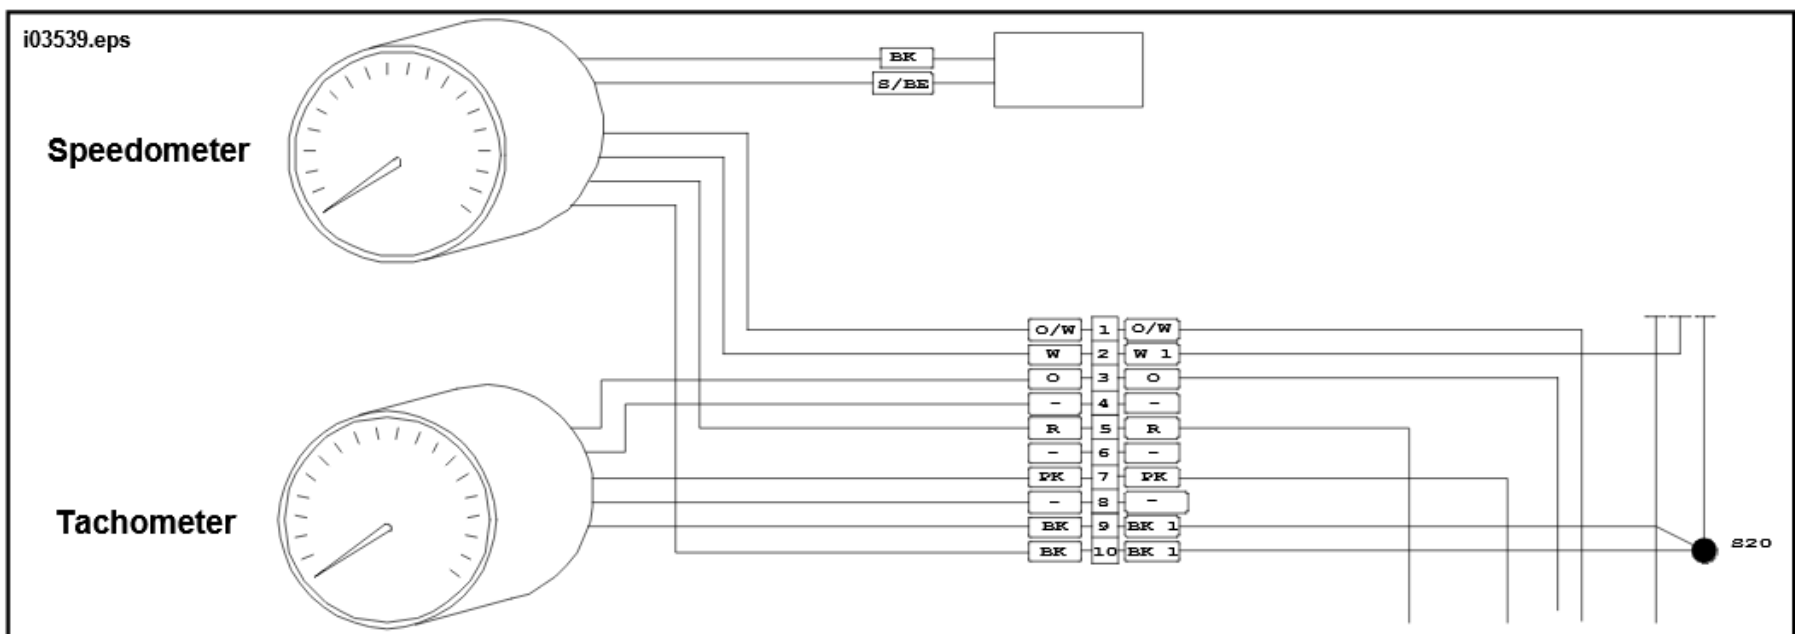 i03539.eps
BK
S/BE
Speedometer
O/W 1 O/W
W 2 W 1
O 3 O
- 4 -
R 5 R
- 6 -
PK 7 PK
- 8 -
Tachometer
BK 9 BK 1
BK 10 BK 1
S20